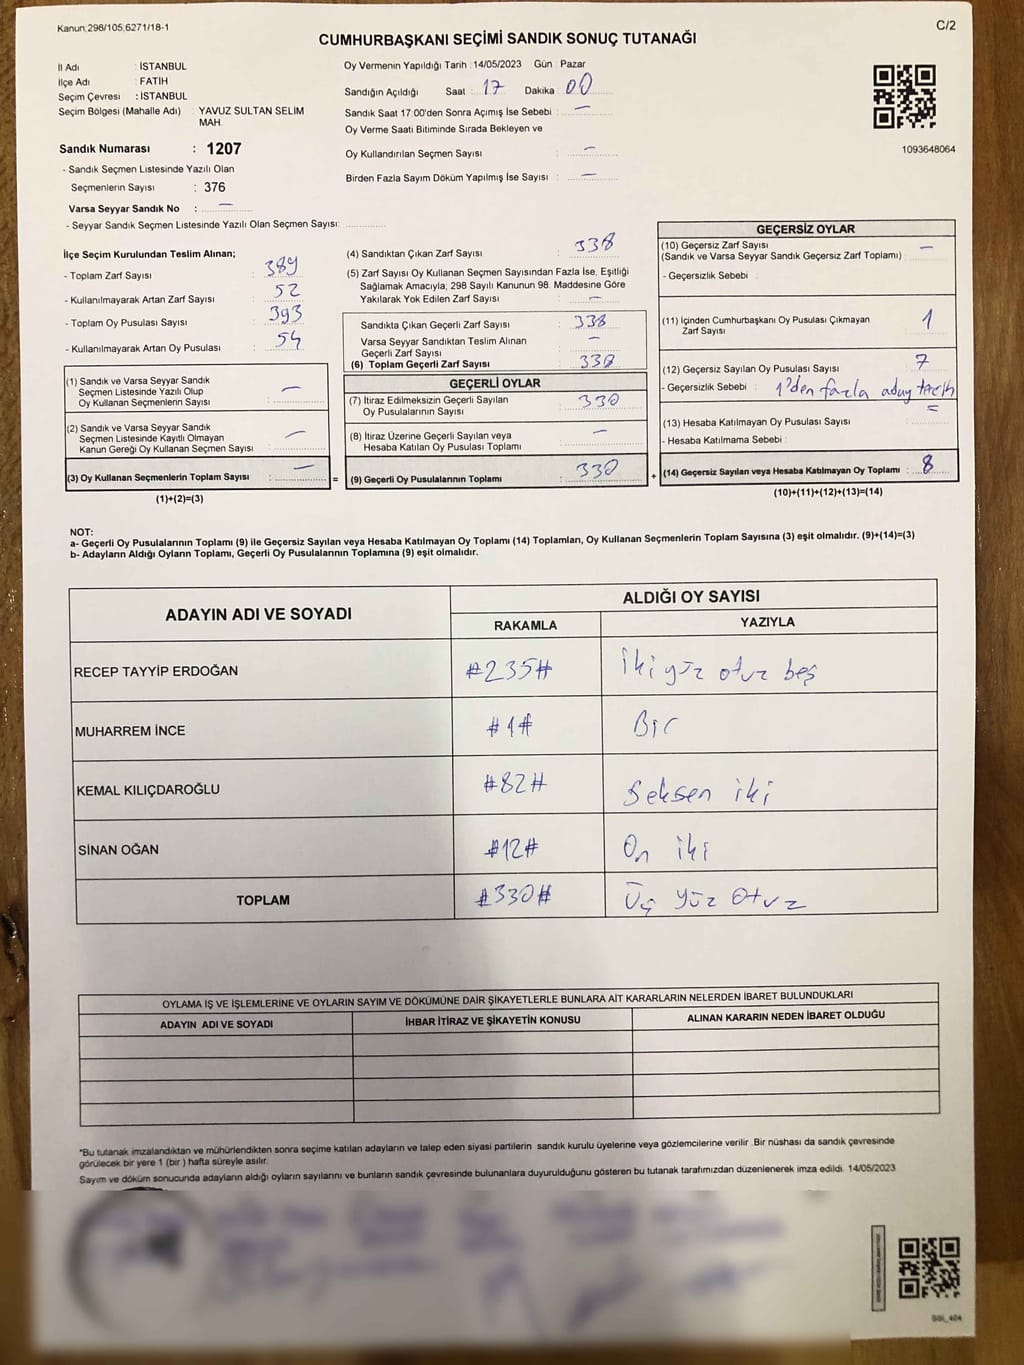 Kanun,298/105,6271/18-1
C/2
CUMHURBAŞKANI SEÇİMİ SANDIK SONUÇ TUTANAĞI
İl Adı : İSTANBUL
İlçe Adı : FATİH
Seçim Çevresi : İSTANBUL
Seçim Bölgesi (Mahalle Adı) : YAVUZ SULTAN SELİM
MAH.
Sandık Numarası : 1207
- Sandık Seçmen Listesinde Yazılı Olan
Seçmenlerin Sayısı : 376
Varsa Seyyar Sandık No : —
- Seyyar Sandık Seçmen Listesinde Yazılı Olan Seçmen Sayısı:
Oy Vermenin Yapıldığı Tarih :14/05/2023 Gün : Pazar
Sandığın Açıldığı Saat : 17 Dakika : 00
Sandık Saat 17.00'den Sonra Açımış İse Sebebi : —
Oy Verme Saati Bitiminde Sırada Bekleyen ve
Oy Kullandırılan Seçmen Sayısı : —
Birden Fazla Sayım Döküm Yapılmış İse Sayısı : —
1093648064
İlçe Seçim Kurulundan Teslim Alınan;
- Toplam Zarf Sayısı : 389
- Kullanılmayarak Artan Zarf Sayısı : 52
- Toplam Oy Pusulası Sayısı : 393
- Kullanılmayarak Artan Oy Pusulası : 54
(1) Sandık ve Varsa Seyyar Sandık
Seçmen Listesinde Yazılı Olup
Oy Kullanan Seçmenlerin Sayısı : —
(2) Sandık ve Varsa Seyyar Sandık
Seçmen Listesinde Kayıtlı Olmayan
Kanun Gereği Oy Kullanan Seçmen Sayısı : —
(3) Oy Kullanan Seçmenlerin Toplam Sayısı : —
(1)+(2)=(3)
=
(4) Sandıktan Çıkan Zarf Sayısı : 338
(5) Zarf Sayısı Oy Kullanan Seçmen Sayısından Fazla İse, Eşitliği
Sağlamak Amacıyla, 298 Sayılı Kanunun 98. Maddesine Göre
Yakılarak Yok Edilen Zarf Sayısı : —
Sandıkta Çıkan Geçerli Zarf Sayısı : 338
Varsa Seyyar Sandıktan Teslim Alınan
Geçerli Zarf Sayısı : —
(6) Toplam Geçerli Zarf Sayısı : 338
GEÇERLİ OYLAR
(7) İtiraz Edilmeksizin Geçerli Sayılan
Oy Pusulalarının Sayısı : 330
(8) İtiraz Üzerine Geçerli Sayılan veya
Hesaba Katılan Oy Pusulası Toplamı : —
(9) Geçerli Oy Pusulalarının Toplamı : 330
+
GEÇERSİZ OYLAR
(10) Geçersiz Zarf Sayısı : —
(Sandık ve Varsa Seyyar Sandık Geçersiz Zarf Toplamı)
- Geçersizlik Sebebi :
(11) İçinden Cumhurbaşkanı Oy Pusulası Çıkmayan
Zarf Sayısı : 1
(12) Geçersiz Sayılan Oy Pusulası Sayısı : 7
- Geçersizlik Sebebi : 1'den fazla aday tercih
(13) Hesaba Katılmayan Oy Pusulası Sayısı : =
- Hesaba Katılmama Sebebi :
(14) Geçersiz Sayılan veya Hesaba Katılmayan Oy Toplamı : 8
(10)+(11)+(12)+(13)=(14)
NOT:
a- Geçerli Oy Pusulalarının Toplamı (9) ile Geçersiz Sayılan veya Hesaba Katılmayan Oy Toplamı (14) Toplamları, Oy Kullanan Seçmenlerin Toplam Sayısına (3) eşit olmalıdır. (9)+(14)=(3)
b- Adayların Aldığı Oyların Toplamı, Geçerli Oy Pusulalarının Toplamına (9) eşit olmalıdır.
ADAYIN ADI VE SOYADI
ALDIĞI OY SAYISI
RAKAMLA YAZIYLA
RECEP TAYYİP ERDOĞAN #235# İki yüz otuz beş
MUHARREM İNCE #1# Bir
KEMAL KILIÇDAROĞLU #82# Seksen iki
SİNAN OĞAN #12# On iki
TOPLAM #330# Üç yüz Otuz
OYLAMA İŞ VE İŞLEMLERİNE VE OYLARIN SAYIM VE DÖKÜMÜNE DAİR ŞİKAYETLERLE BUNLARA AİT KARARLARIN NELERDEN İBARET BULUNDUKLARI
ADAYIN ADI VE SOYADI İHBAR İTİRAZ VE ŞİKAYETİN KONUSU ALINAN KARARIN NEDEN İBARET OLDUĞU
*Bu tutanak imzalandıktan ve mühürlendikten sonra seçime katılan adayların ve talep eden siyasi partilerin sandık kurulu üyelerine veya gözlemcilerine verilir .Bir nüshası da sandık çevresinde
görülecek bir yere 1 (bir ) hafta süreyle asılır.
Sayım ve döküm sonucunda adayların aldığı oyların sayılarını ve bunların sandık çevresinde bulunanlara duyurulduğunu gösteren bu tutanak tarafımızdan düzenlenerek imza edildi. 14/05/2023